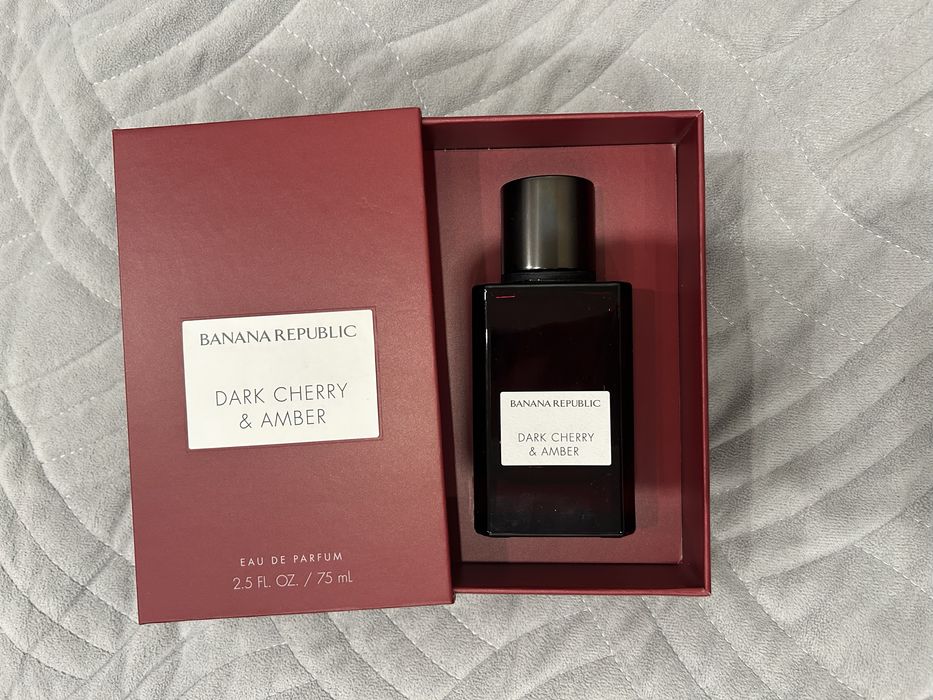 BANANA REPUBLIC
DARK CHERRY
& AMBER
EAU DE PARFUM
2.5 FL. OZ. / 75 mL
BANANA REPUBLIC
DARK CHERRY
& AMBER